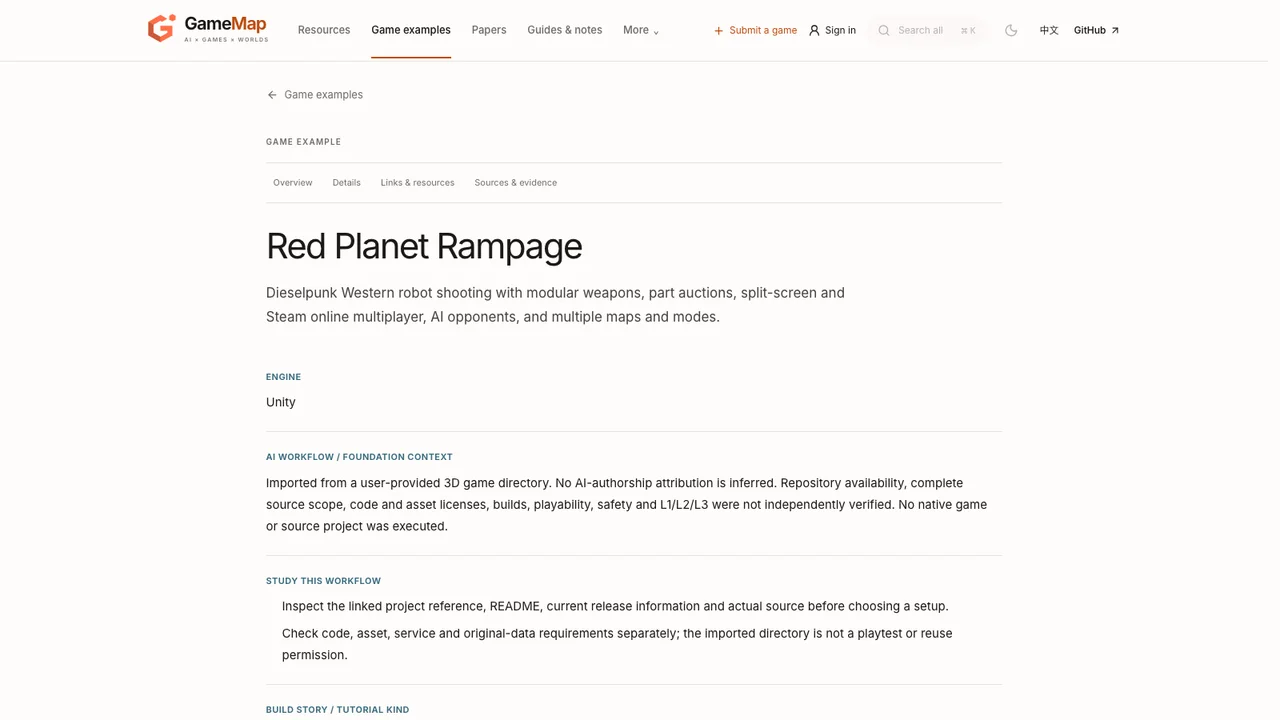 GameMap
AI × GAMES × WORLDS
Resources
Game examples
Papers
Guides & notes
More
+ Submit a game
Sign in
Search all
⌘ K
中文
GitHub ↗
← Game examples
GAME EXAMPLE
Overview
Details
Links & resources
Sources & evidence
Red Planet Rampage
Dieselpunk Western robot shooting with modular weapons, part auctions, split-screen and
Steam online multiplayer, AI opponents, and multiple maps and modes.
ENGINE
Unity
AI WORKFLOW / FOUNDATION CONTEXT
Imported from a user-provided 3D game directory. No AI-authorship attribution is inferred. Repository availability, complete
source scope, code and asset licenses, builds, playability, safety and L1/L2/L3 were not independently verified. No native game
or source project was executed.
STUDY THIS WORKFLOW
Inspect the linked project reference, README, current release information and actual source before choosing a setup.
Check code, asset, service and original-data requirements separately; the imported directory is not a playtest or reuse
permission.
BUILD STORY / TUTORIAL KIND